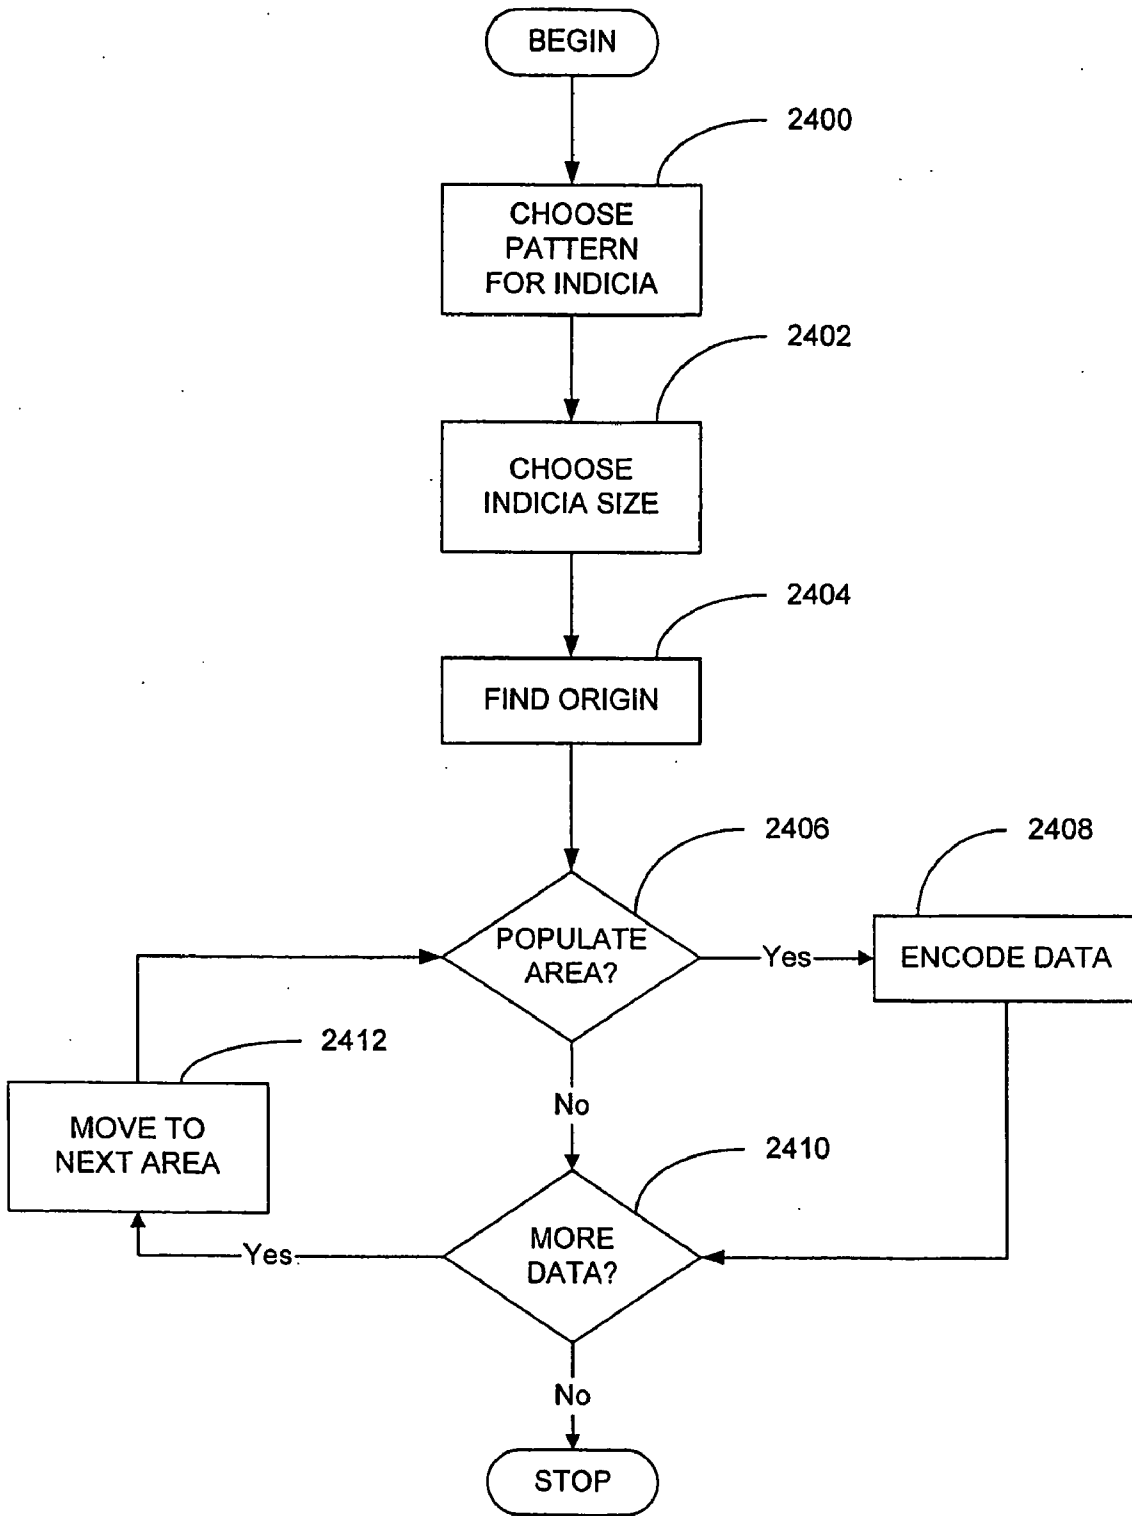 BEGIN
2400
CHOOSE
PATTERN
FOR INDICIA
2402
CHOOSE
INDICIA SIZE
2404
FIND ORIGIN
2406
2408
POPULATE
AREA?
Yes
ENCODE DATA
2412
MOVE TO
NEXT AREA
No
2410
MORE
DATA?
Yes
No
STOP